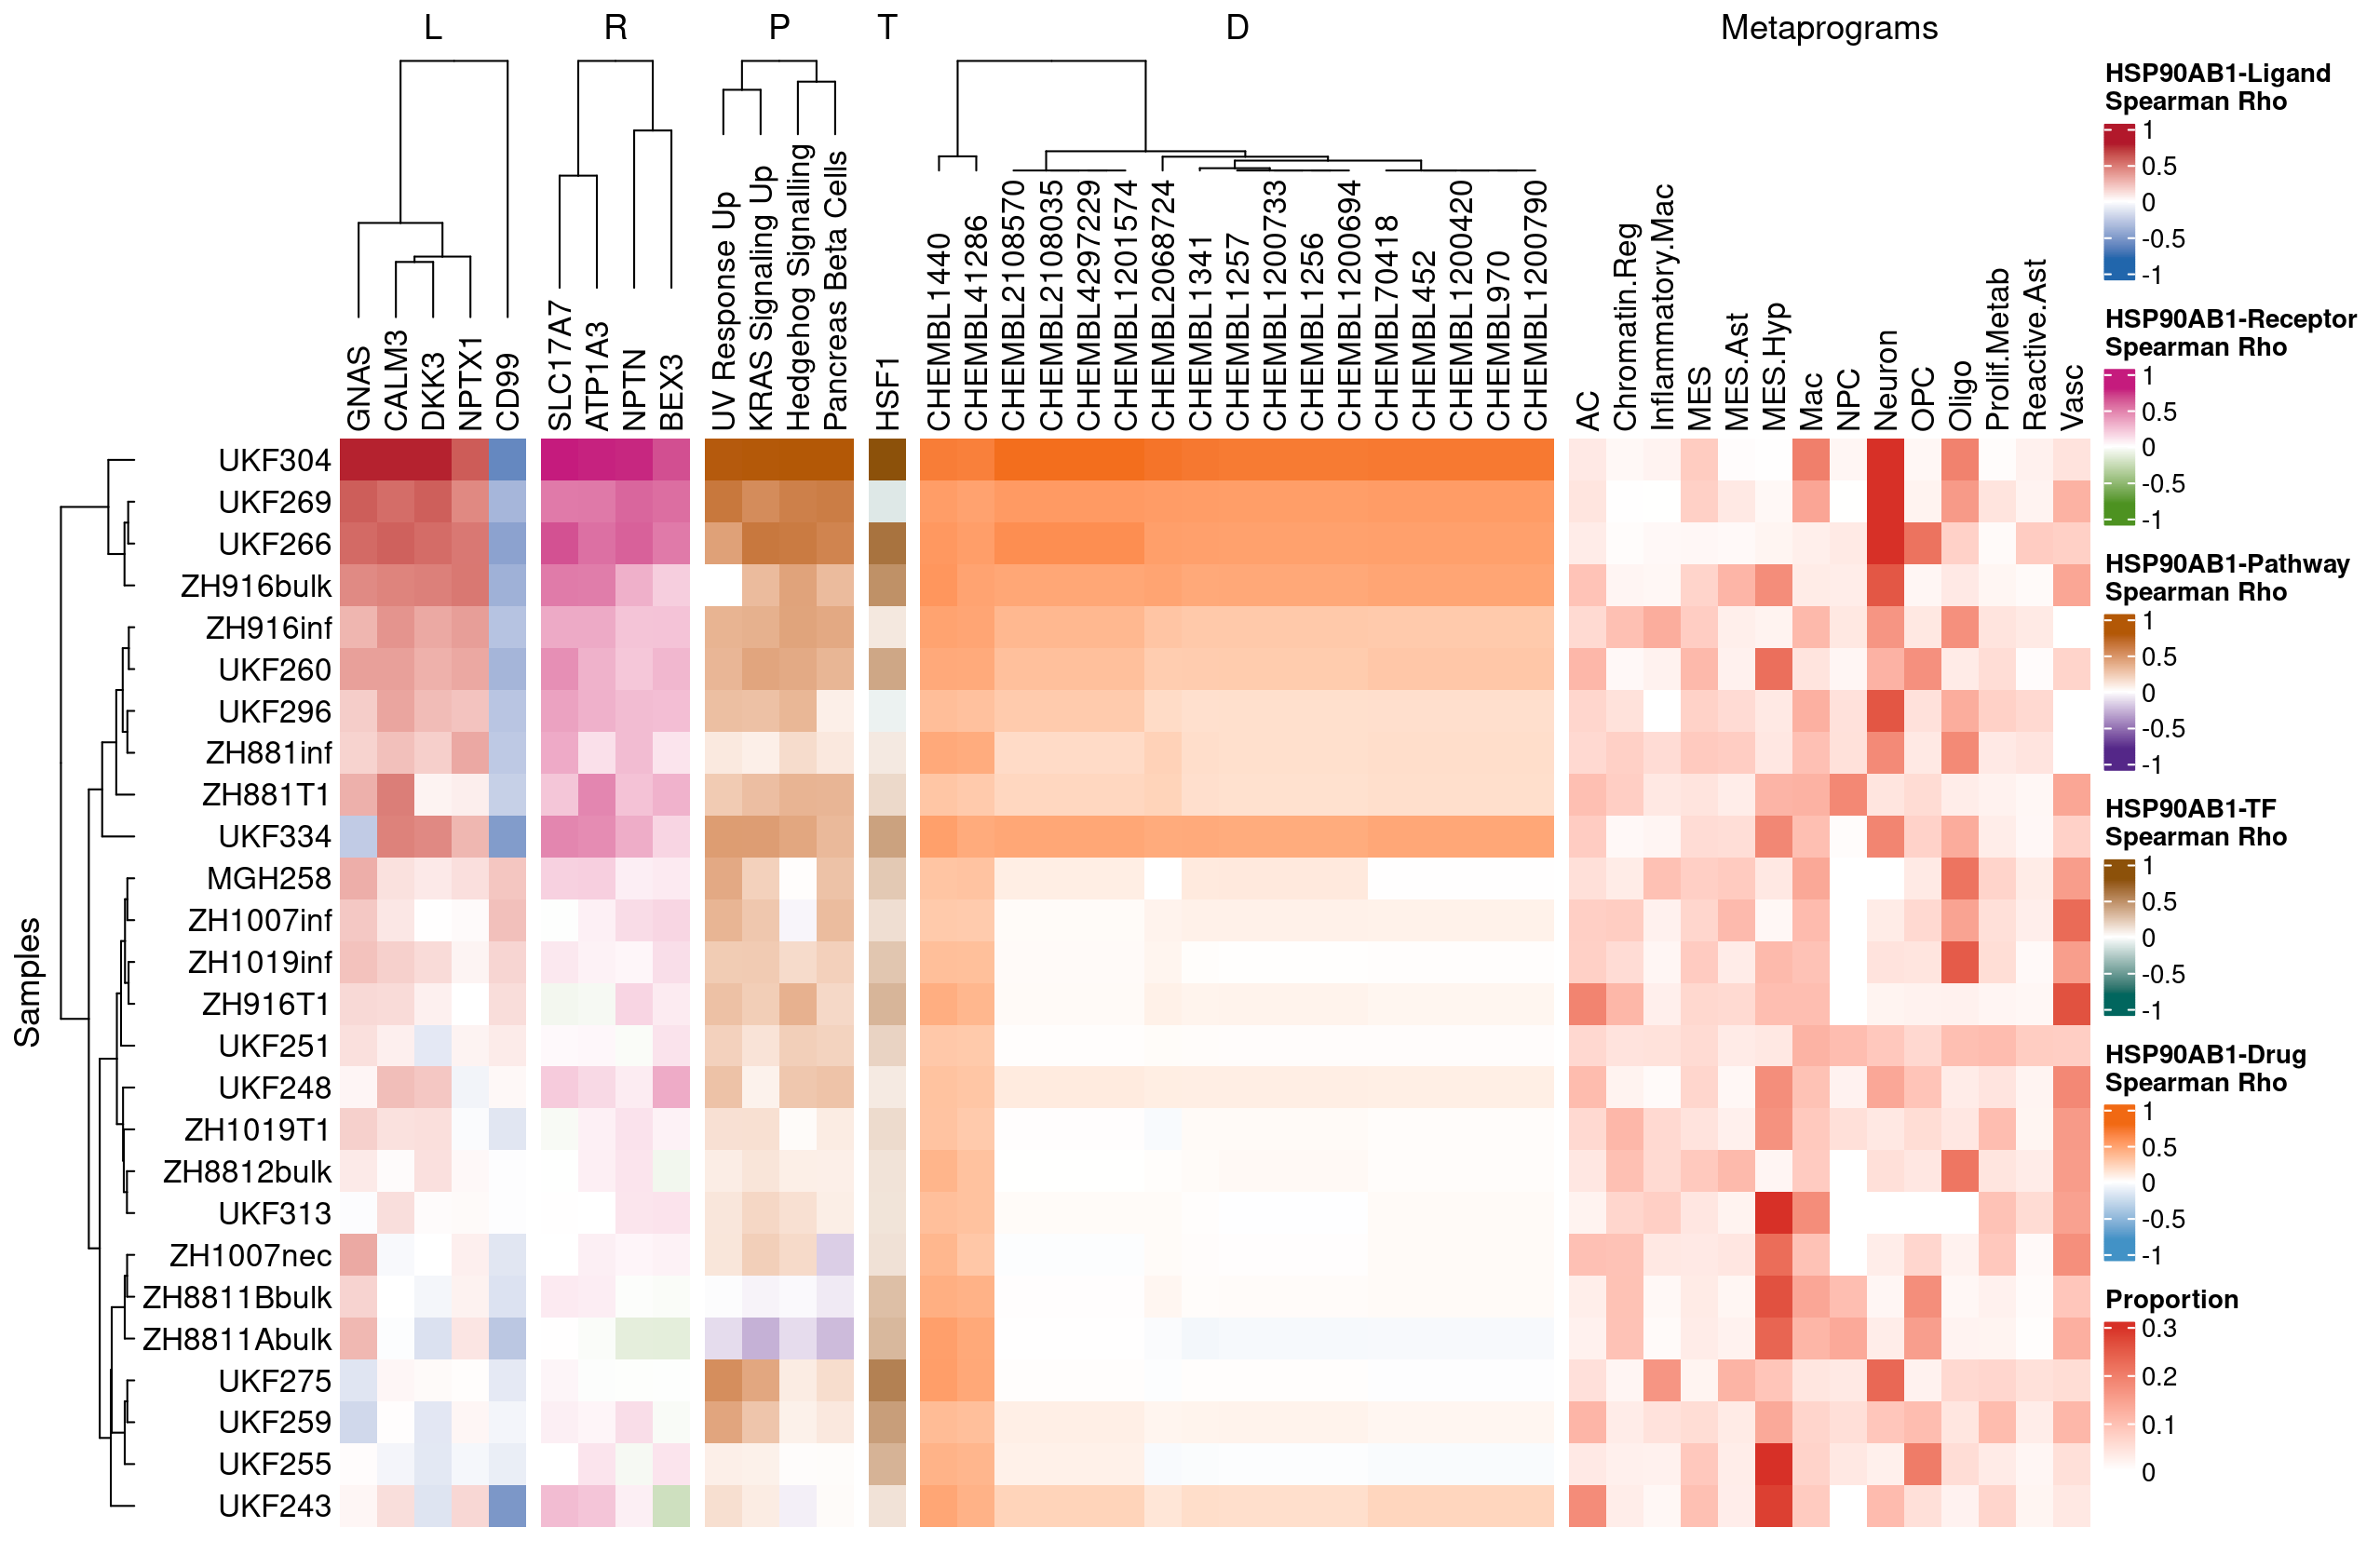 L R P T D Metaprograms
GNAS
CALM3
DKK3
NPTX1
CD99
SLC17A7
ATP1A3
NPTN
BEX3
UV Response Up
KRAS Signaling Up
Hedgehog Signalling
Pancreas Beta Cells
HSF1
CHEMBL1440
CHEMBL41286
CHEMBL2108570
CHEMBL2108035
CHEMBL4297229
CHEMBL1201574
CHEMBL2068724
CHEMBL1341
CHEMBL1257
CHEMBL1200733
CHEMBL1256
CHEMBL1200694
CHEMBL70418
CHEMBL452
CHEMBL1200420
CHEMBL970
CHEMBL1200790
AC
Chromatin.Reg
Inflammatory.Mac
MES
MES.Ast
MES.Hyp
Mac
NPC
Neuron
OPC
Oligo
Prolif.Metab
Reactive.Ast
Vasc
Samples
UKF304
UKF269
UKF266
ZH916bulk
ZH916inf
UKF260
UKF296
ZH881inf
ZH881T1
UKF334
MGH258
ZH1007inf
ZH1019inf
ZH916T1
UKF251
UKF248
ZH1019T1
ZH8812bulk
UKF313
ZH1007nec
ZH8811Bbulk
ZH8811Abulk
UKF275
UKF259
UKF255
UKF243
HSP90AB1-Ligand
Spearman Rho
1
0.5
0
-0.5
-1
HSP90AB1-Receptor
Spearman Rho
1
0.5
0
-0.5
-1
HSP90AB1-Pathway
Spearman Rho
1
0.5
0
-0.5
-1
HSP90AB1-TF
Spearman Rho
1
0.5
0
-0.5
-1
HSP90AB1-Drug
Spearman Rho
1
0.5
0
-0.5
-1
Proportion
0.3
0.2
0.1
0